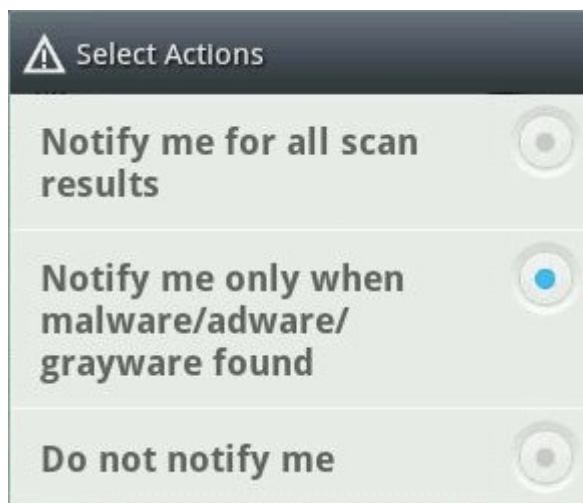 Select Actions
Notify me for all scan
results
Notify me only when
malware/adware/
grayware found
Do not notify me